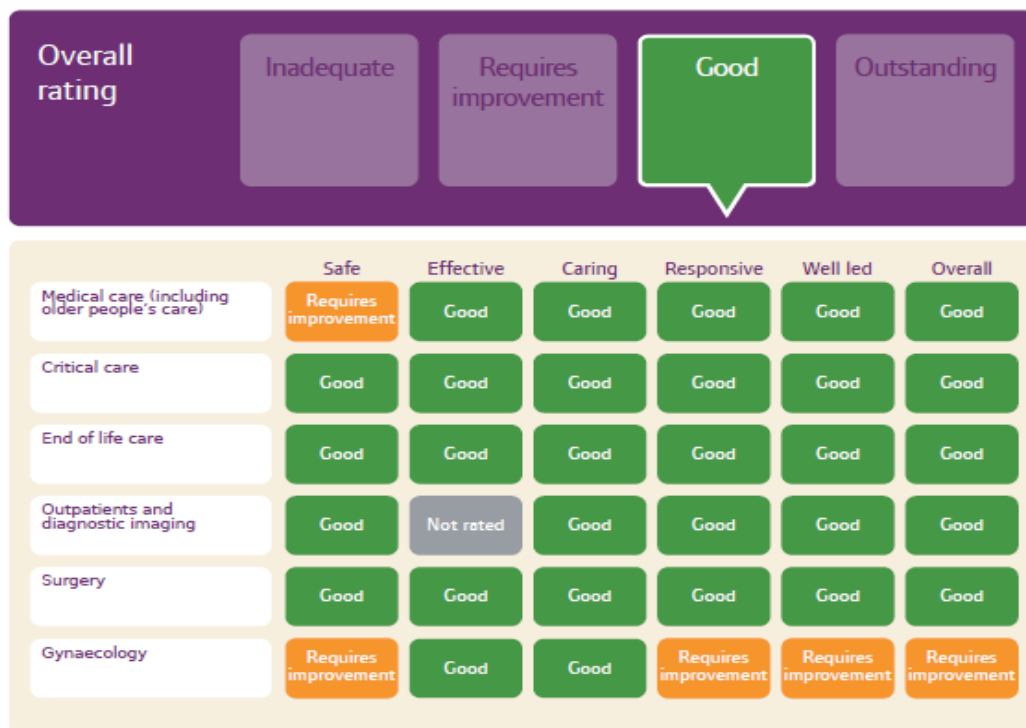 Overall
rating
Inadequate
Requires
improvement
Good
Outstanding
Safe Effective Caring Responsive Well led Overall
Medical care (including
older people's care)
Requires
improvement
Good Good Good Good Good
Critical care
Good Good Good Good Good Good
End of life care
Good Good Good Good Good Good
Outpatients and
diagnostic imaging
Good Not rated Good Good Good Good
Surgery
Good Good Good Good Good Good
Gynaecology
Requires
improvement
Good Good
Requires
improvement
Requires
improvement
Requires
improvement